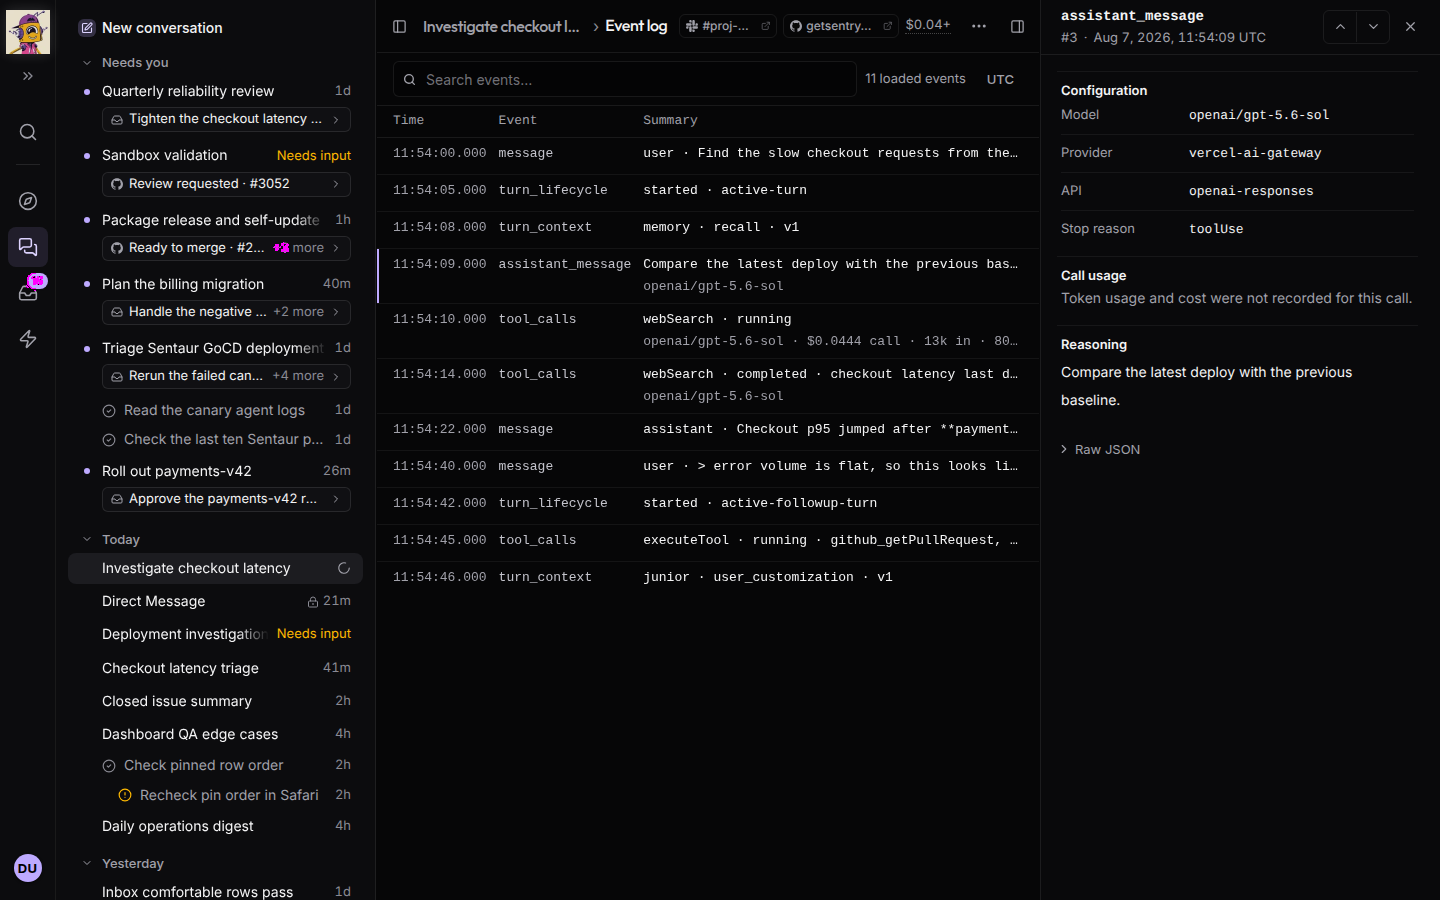 New conversation
Needs you
Quarterly reliability review 1d
Tighten the checkout latency ...
Sandbox validation Needs input
Review requested · #3052
Package release and self-update 1h
Ready to merge · #2... more
Plan the billing migration 40m
Handle the negative ... +2 more
Triage Sentaur GoCD deployment 1d
Rerun the failed can... +4 more
Read the canary agent logs 1d
Check the last ten Sentaur p... 1d
Roll out payments-v42 26m
Approve the payments-v42 r...
Today
Investigate checkout latency
Direct Message 21m
Deployment investigation Needs input
Checkout latency triage 41m
Closed issue summary 2h
Dashboard QA edge cases 4h
Check pinned row order 2h
Recheck pin order in Safari 2h
Daily operations digest 4h
Yesterday
Inbox comfortable rows pass 1d
DU
Investigate checkout l... › Event log #proj-... getsentry... $0.04+
Search events... 11 loaded events UTC
Time Event Summary
11:54:00.000 message user · Find the slow checkout requests from the…
11:54:05.000 turn_lifecycle started · active-turn
11:54:08.000 turn_context memory · recall · v1
11:54:09.000 assistant_message Compare the latest deploy with the previous bas…
openai/gpt-5.6-sol
11:54:10.000 tool_calls webSearch · running
openai/gpt-5.6-sol · $0.0444 call · 13k in · 80…
11:54:14.000 tool_calls webSearch · completed · checkout latency last d…
openai/gpt-5.6-sol
11:54:22.000 message assistant · Checkout p95 jumped after **payment…
11:54:40.000 message user · > error volume is flat, so this looks li…
11:54:42.000 turn_lifecycle started · active-followup-turn
11:54:45.000 tool_calls executeTool · running · github_getPullRequest, …
11:54:46.000 turn_context junior · user_customization · v1
assistant_message
#3 · Aug 7, 2026, 11:54:09 UTC
Configuration
Model openai/gpt-5.6-sol
Provider vercel-ai-gateway
API openai-responses
Stop reason toolUse
Call usage
Token usage and cost were not recorded for this call.
Reasoning
Compare the latest deploy with the previous
baseline.
Raw JSON